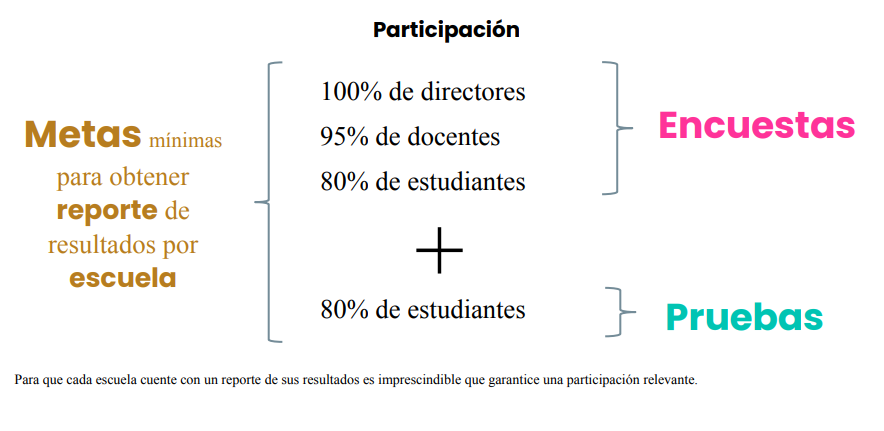 Participación
Metas mínimas
para obtener
reporte de
resultados por
escuela
100% de directores
95% de docentes
80% de estudiantes
+
80% de estudiantes
Encuestas
Pruebas
Para que cada escuela cuente con un reporte de sus resultados es imprescindible que garantice una participación relevante.